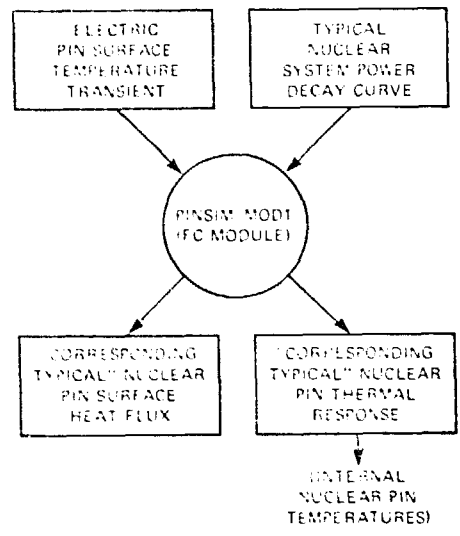 ELECTRIC
PIN SURFACE
TEMPERATURE
TRANSIENT
TYPICAL
NUCLEAR
SYSTEM POWER
DECAY CURVE
PINSIM-MOD1
(FC MODULE)
"CORRESPONDING
TYPICAL" NUCLEAR
PIN SURFACE
HEAT FLUX
"CORRESPONDING
TYPICAL" NUCLEAR
PIN THERMAL
RESPONSE
(INTERNAL
NUCLEAR PIN
TEMPERATURES)